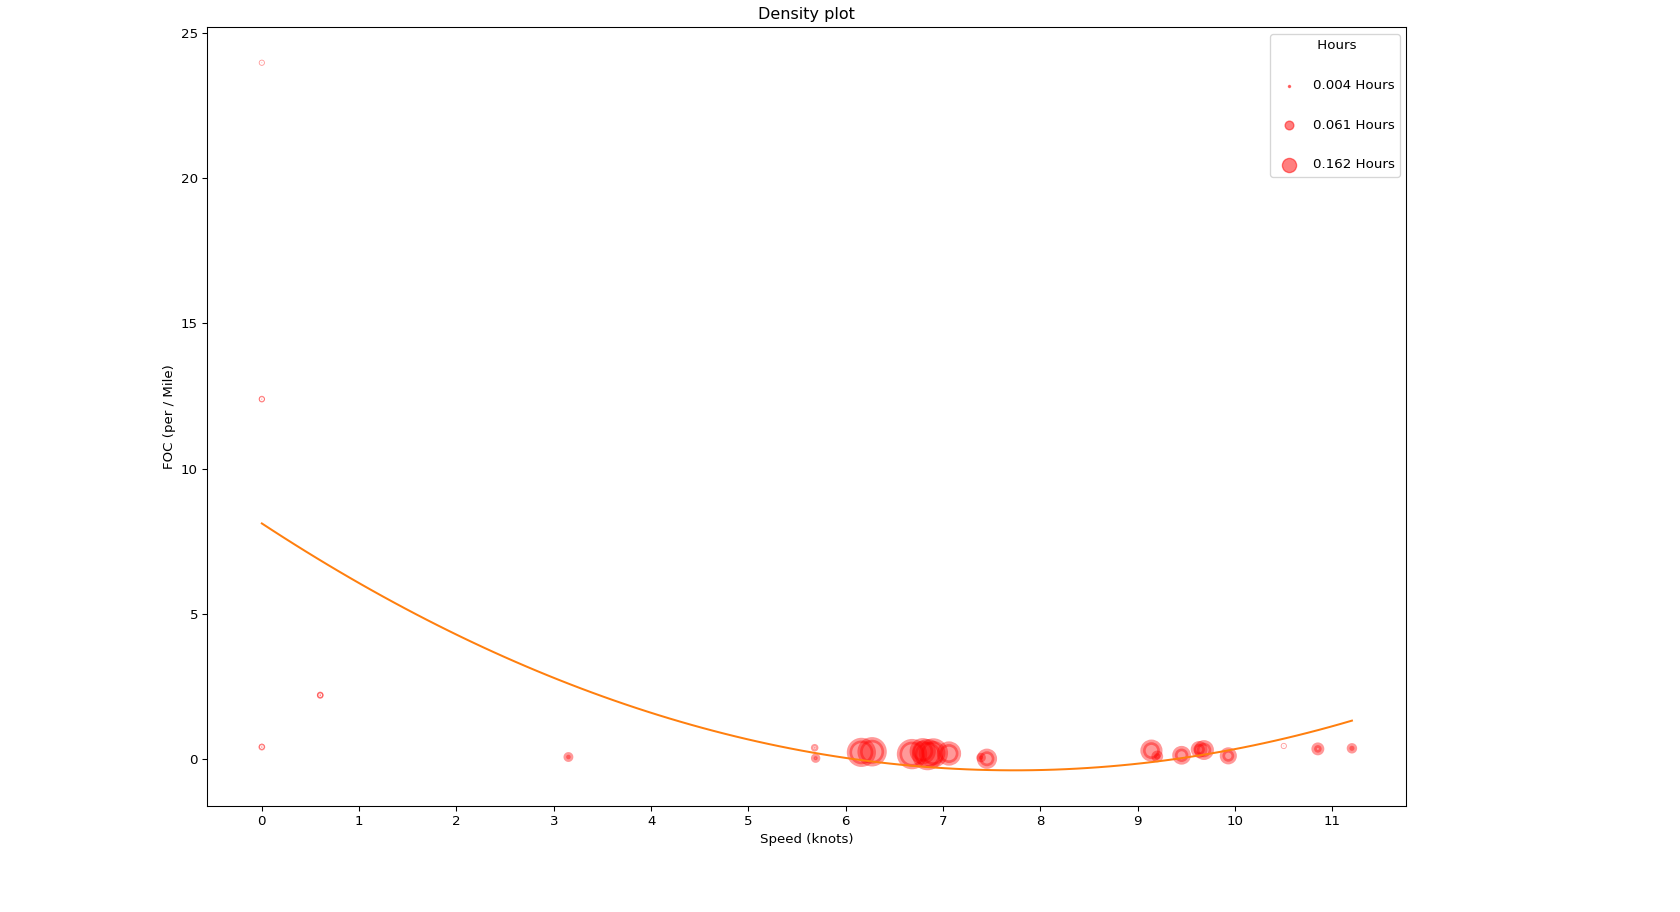 Density plot
25
20
15
10
5
0
FOC (per / Mile)
Hours
0.004 Hours
0.061 Hours
0.162 Hours
0 1 2 3 4 5 6 7 8 9 10 11
Speed (knots)